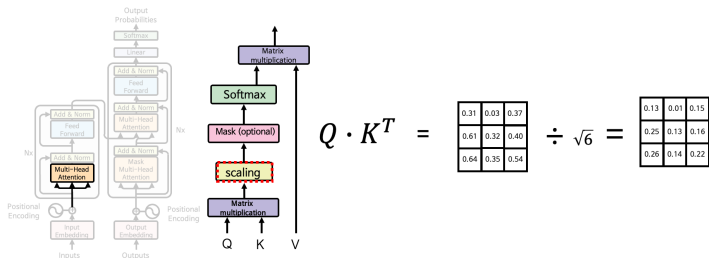 Output
Probabilities
Softmax
Linear
Add & Norm
Feed
Forward
Add & Norm
Multi-Head
Attention
Add & Norm
Mask
Multi-Head
Attention
Nx
Add & Norm
Feed
Forward
Nx
Add & Norm
Multi-Head
Attention
Positional
Encoding
Positional
Encoding
Input
Embedding
Output
Embedding
Inputs
Outputs
Matrix
multiplication
Softmax
Mask (optional)
scaling
Matrix
multiplication
Q K V
Q · K^T = ÷ √6 =
0.31 0.03 0.37
0.61 0.32 0.40
0.64 0.35 0.54
0.13 0.01 0.15
0.25 0.13 0.16
0.26 0.14 0.22